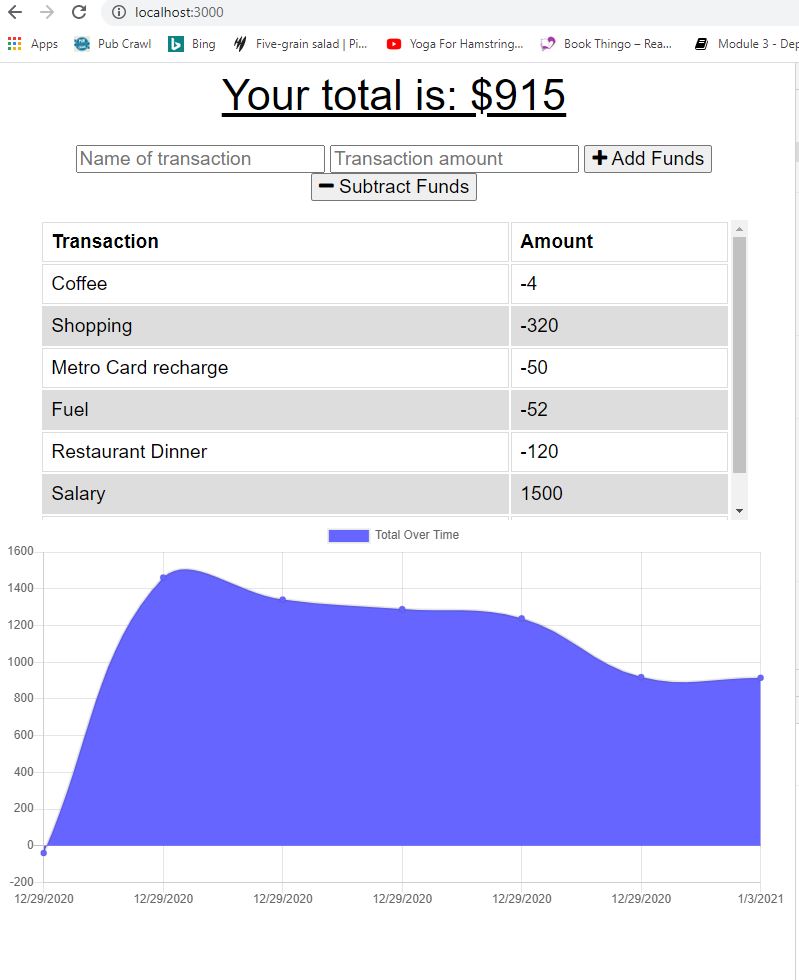 localhost:3000
Apps Pub Crawl Bing Five-grain salad | Pi... Yoga For Hamstring... Book Thingo – Rea... Module 3 - Dep
Your total is: $915
Name of transaction Transaction amount Add Funds
Subtract Funds
Transaction Amount
Coffee -4
Shopping -320
Metro Card recharge -50
Fuel -52
Restaurant Dinner -120
Salary 1500
Total Over Time
1600
1400
1200
1000
800
600
400
200
0
-200
12/29/2020 12/29/2020 12/29/2020 12/29/2020 12/29/2020 12/29/2020 1/3/2021